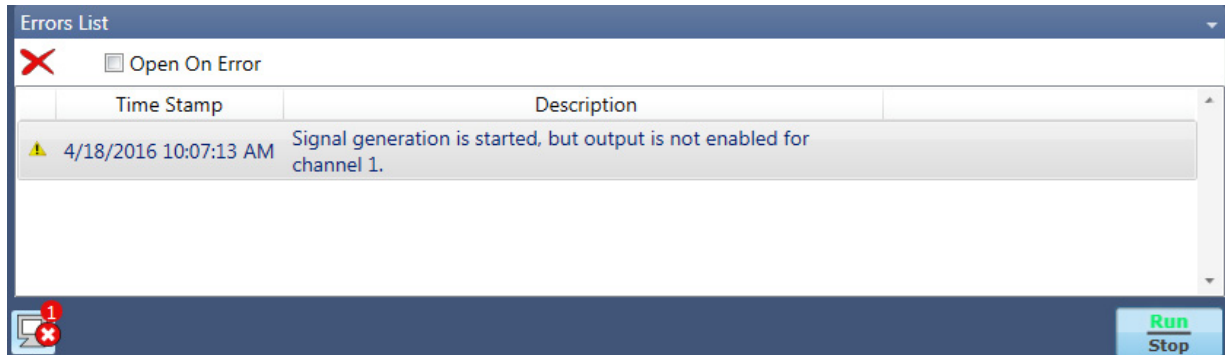 Errors List
Open On Error
Time Stamp Description
4/18/2016 10:07:13 AM Signal generation is started, but output is not enabled for
channel 1.
1
Run
Stop